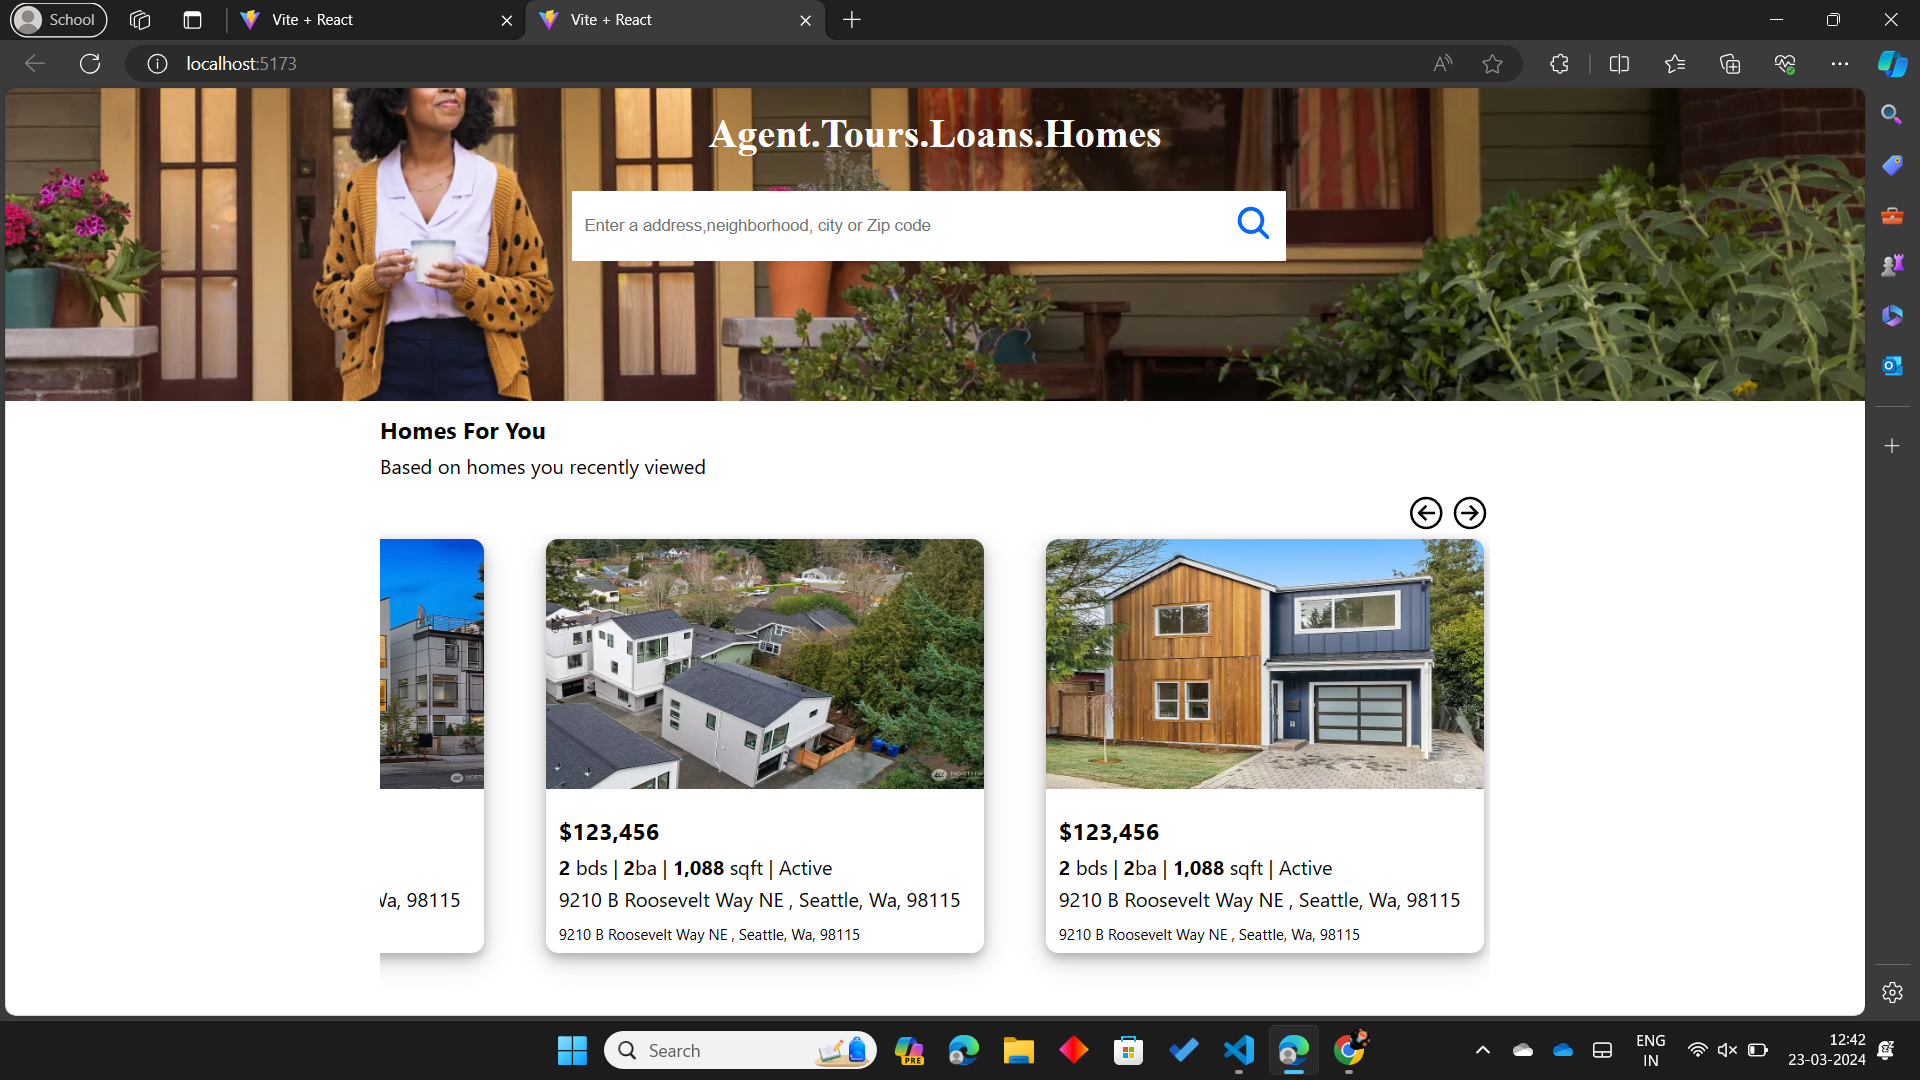 School
Vite + React
Vite + React
localhost:5173
Agent.Tours.Loans.Homes
Enter a address,neighborhood, city or Zip code
Homes For You
Based on homes you recently viewed
$123,456
$123,456
2 bds | 2ba | 1,088 sqft | Active
2 bds | 2ba | 1,088 sqft | Active
98115
9210 B Roosevelt Way NE , Seattle, Wa, 98115
9210 B Roosevelt Way NE , Seattle, Wa, 98115
9210 B Roosevelt Way NE , Seattle, Wa, 98115
9210 B Roosevelt Way NE , Seattle, Wa, 98115
Search
PRE
ENG
IN
12:42
23-03-2024